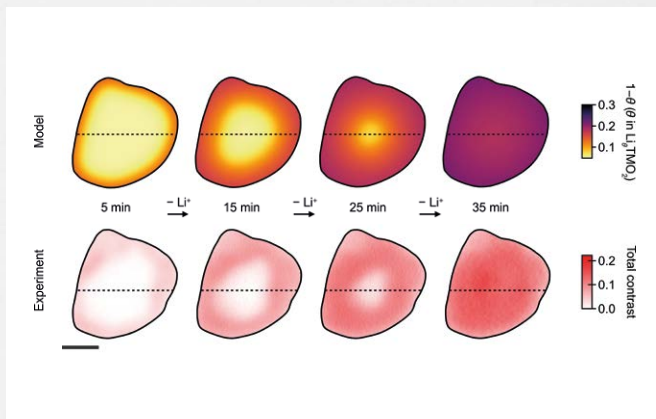 Model
0.3
0.2
0.1
1−θ (θ in LiθTMO₂)
5 min
− Li⁺
15 min
− Li⁺
25 min
− Li⁺
35 min
Experiment
0.2
0.1
0.0
Total contrast